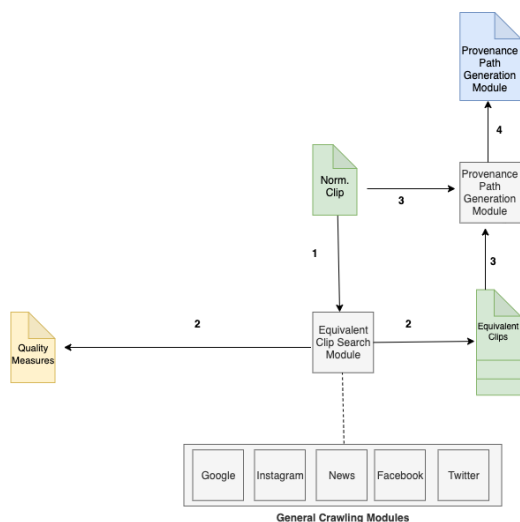 Provenance
Path
Generation
Module
4
Norm.
Clip
3
Provenance
Path
Generation
Module
1
3
2
Quality
Measures
Equivalent
Clip Search
Module
2
Equivalent
Clips
Google
Instagram
News
Facebook
Twitter
General Crawling Modules